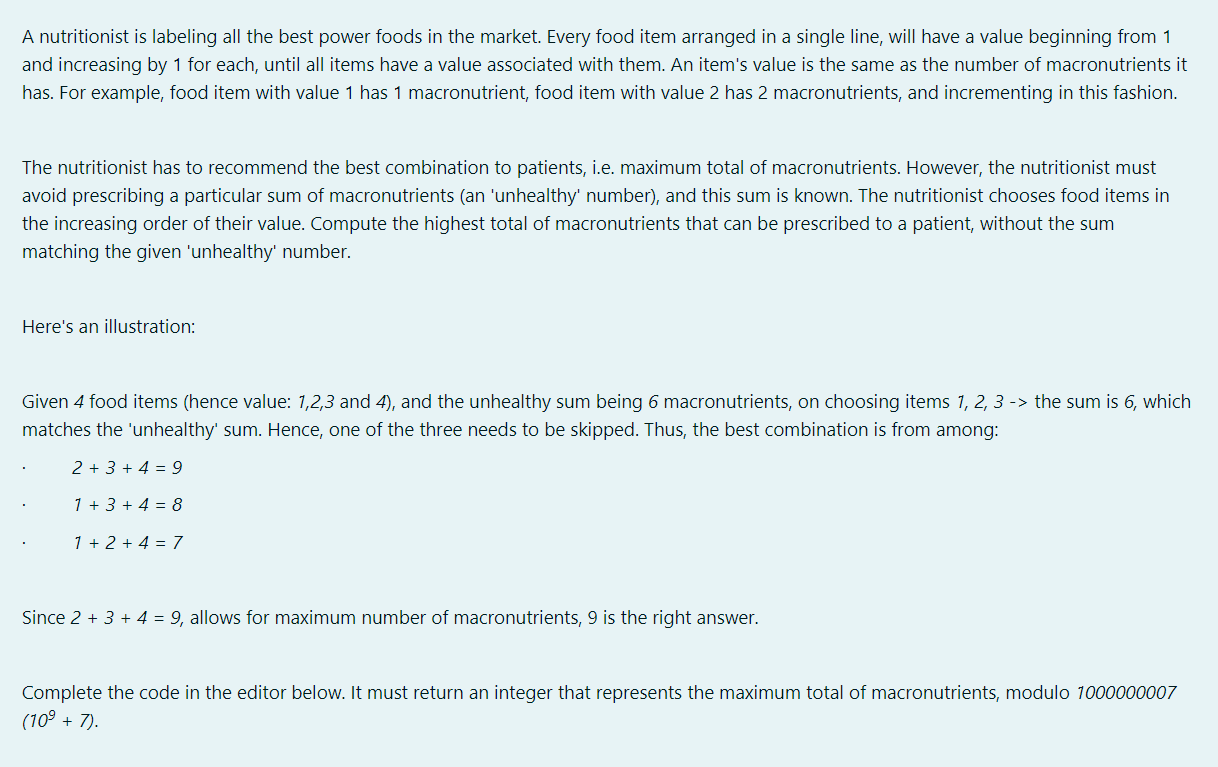 A nutritionist is labeling all the best power foods in the market. Every food item arranged in a single line, will have a value beginning from 1
and increasing by 1 for each, until all items have a value associated with them. An item's value is the same as the number of macronutrients it
has. For example, food item with value 1 has 1 macronutrient, food item with value 2 has 2 macronutrients, and incrementing in this fashion.
The nutritionist has to recommend the best combination to patients, i.e. maximum total of macronutrients. However, the nutritionist must
avoid prescribing a particular sum of macronutrients (an 'unhealthy' number), and this sum is known. The nutritionist chooses food items in
the increasing order of their value. Compute the highest total of macronutrients that can be prescribed to a patient, without the sum
matching the given 'unhealthy' number.
Here's an illustration:
Given 4 food items (hence value: 1,2,3 and 4), and the unhealthy sum being 6 macronutrients, on choosing items 1, 2, 3 -> the sum is 6, which
matches the 'unhealthy' sum. Hence, one of the three needs to be skipped. Thus, the best combination is from among:
· 2 + 3 + 4 = 9
· 1 + 3 + 4 = 8
· 1 + 2 + 4 = 7
Since 2 + 3 + 4 = 9, allows for maximum number of macronutrients, 9 is the right answer.
Complete the code in the editor below. It must return an integer that represents the maximum total of macronutrients, modulo 1000000007
(10⁹ + 7).